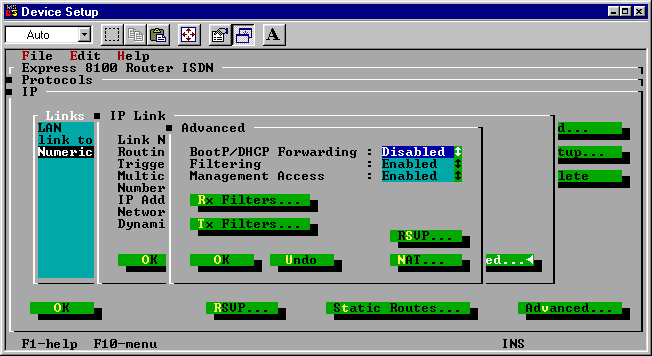 Device Setup
Auto
A
File Edit Help
Express 8100 Router ISDN
Protocols
IP
Links
LAN
link to
Numeric
IP Link
Link N
Routin
Trigge
Multic
Number
IP Add
Networ
Dynami
OK
Advanced
BootP/DHCP Forwarding : Disabled
Filtering : Enabled
Management Access : Enabled
Rx Filters...
Tx Filters...
RSVP...
OK Undo NAT...
d...
tup...
lete
ed...
OK RSVP... Static Routes... Advanced...
F1-help F10-menu INS